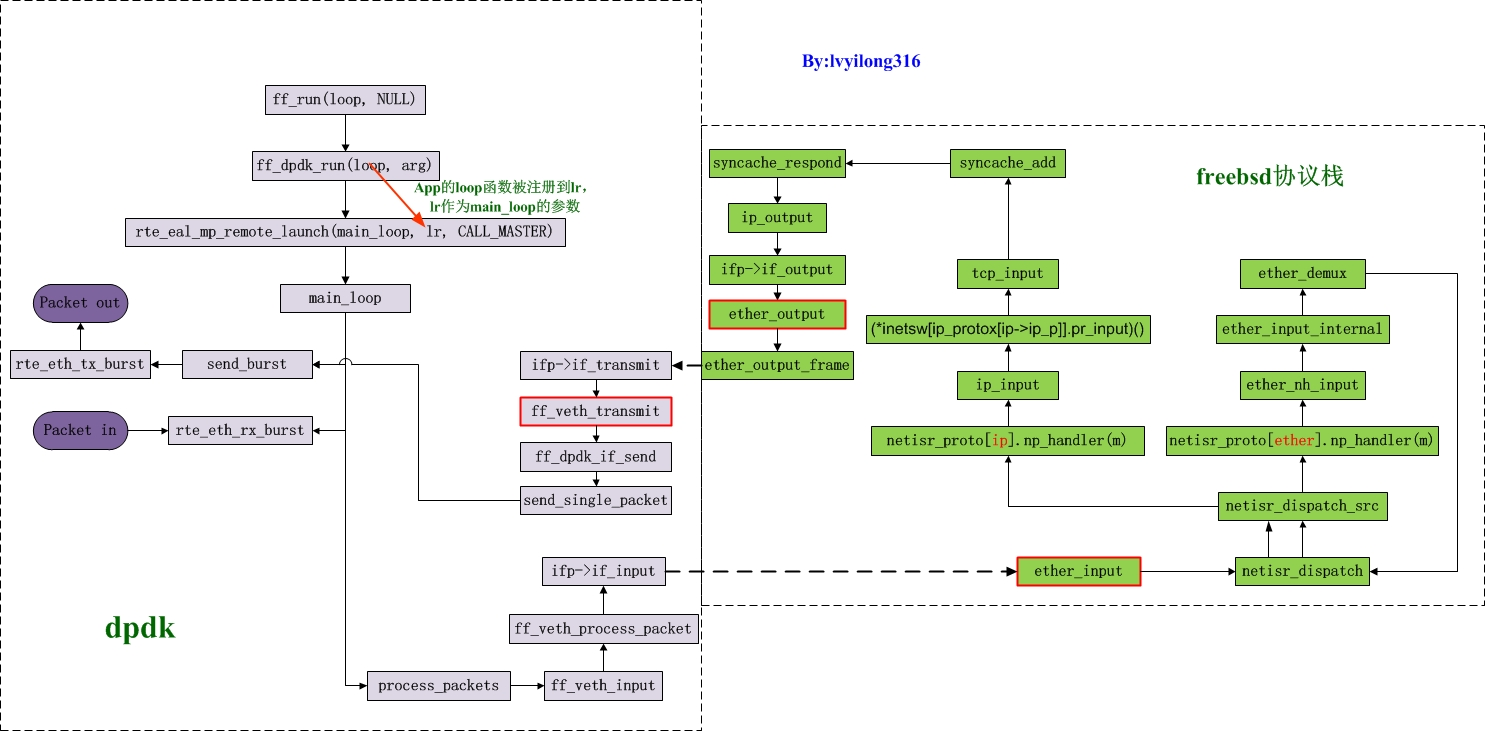 By:lvyilong316
ff_run(loop, NULL)
ff_dpdk_run(loop, arg)
App的loop函数被注册到lr，
lr作为main_loop的参数
rte_eal_mp_remote_launch(main_loop, lr, CALL_MASTER)
main_loop
Packet out
rte_eth_tx_burst
send_burst
Packet in
rte_eth_rx_burst
ifp->if_transmit
ff_veth_transmit
ff_dpdk_if_send
send_single_packet
ifp->if_input
ff_veth_process_packet
process_packets
ff_veth_input
dpdk
freebsd协议栈
syncache_respond
syncache_add
ip_output
ifp->if_output
ether_output
ether_output_frame
tcp_input
(*inetsw[ip_protox[ip->ip_p]].pr_input)()
ip_input
netisr_proto[ip].np_handler(m)
ether_demux
ether_input_internal
ether_nh_input
netisr_proto[ether].np_handler(m)
netisr_dispatch_src
ether_input
netisr_dispatch